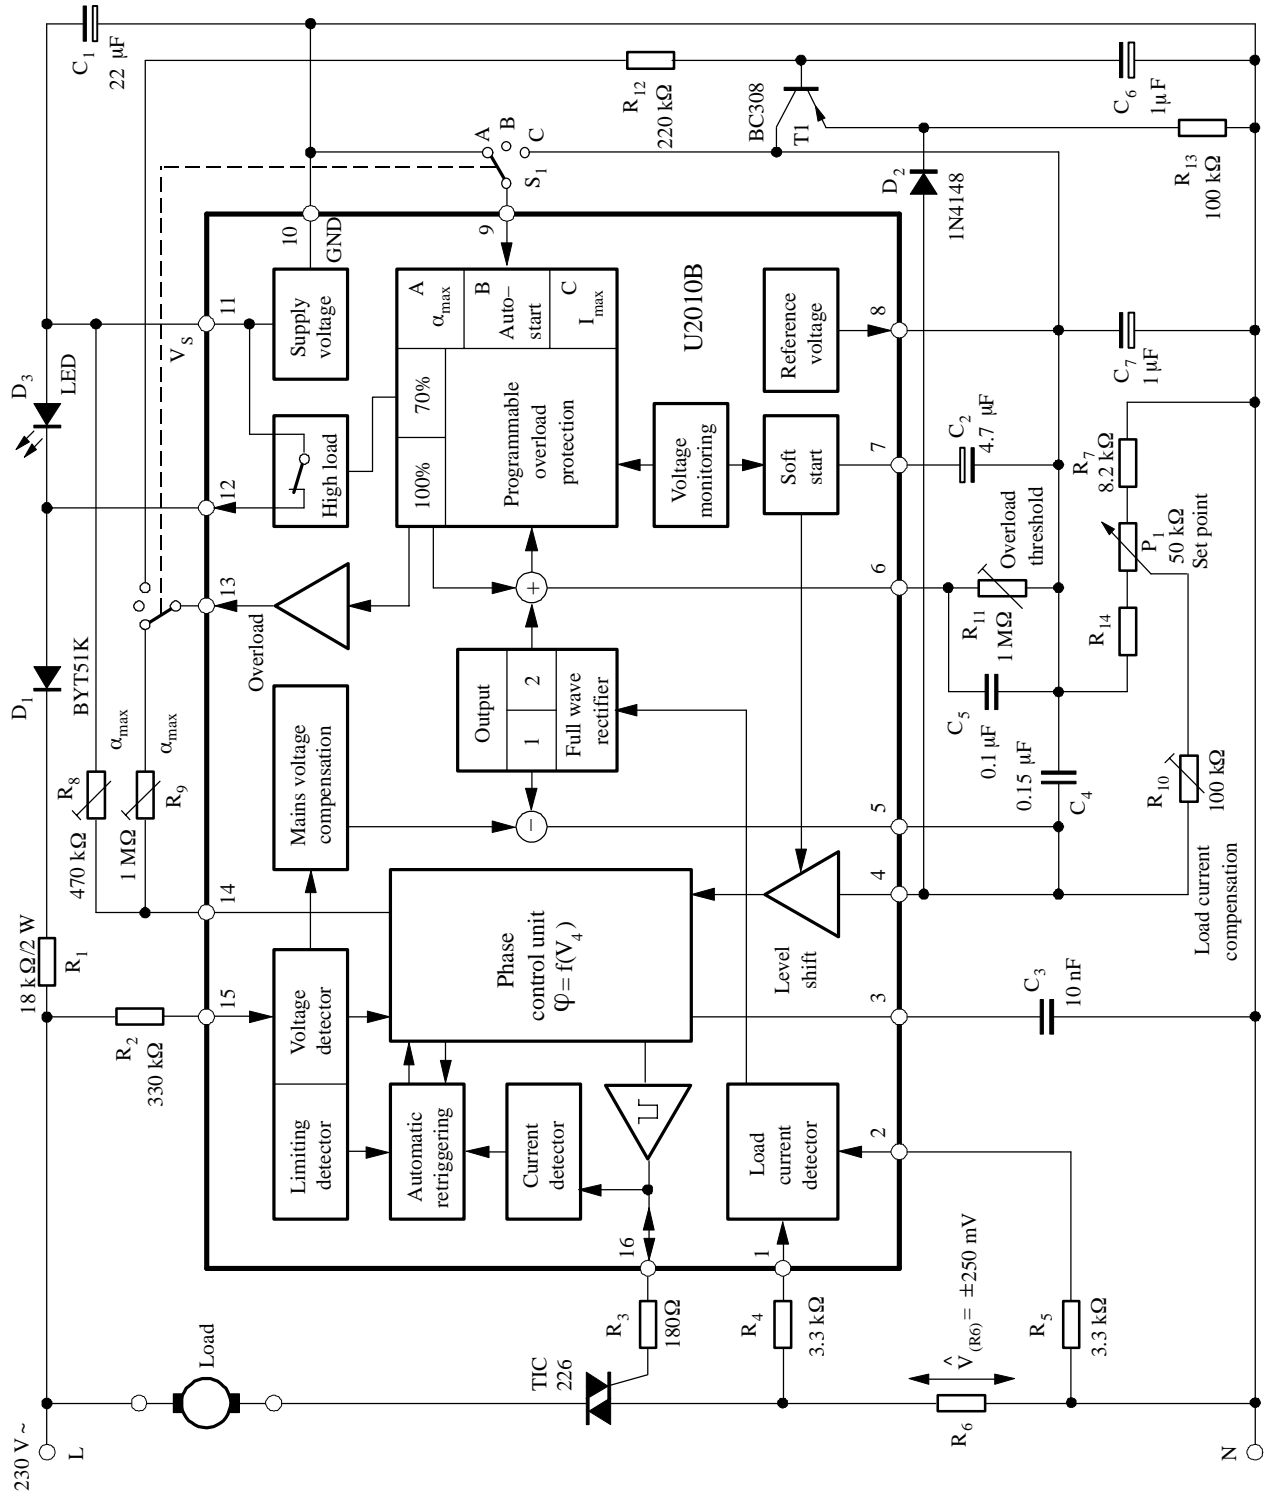 230 V ~
L
Load
R1
18 kΩ/2 W
D1
BYT51K
D3
LED
C1
22 μF
R2
330 kΩ
R8
470 kΩ
αmax
R9
1 MΩ
αmax
VS
15
14
13
12
11
10
GND
Limiting
detector
Voltage
detector
Mains voltage
compensation
Overload
High load
Supply
voltage
Automatic
retriggering
Phase
control unit
φ = f(V4)
100%
70%
A
αmax
B
Auto–
start
C
Imax
Programmable
overload
protection
9
A
B
C
S1
Current
detector
Output
1
2
Full wave
rectifier
+
−
U2010B
TIC
226
R3
180Ω
16
R4
3.3 kΩ
1
Load
current
detector
Level
shift
Voltage
monitoring
Soft
start
Reference
voltage
2
3
4
5
6
7
8
R12
220 kΩ
BC308
T1
D2
1N4148
V̂(R6) = ±250 mV
R6
R5
3.3 kΩ
C3
10 nF
Load current
compensation
R10
100 kΩ
C4
0.15 μF
C5
0.1 μF
R11
1 MΩ
Overload
threshold
C2
4.7 μF
R14
P1
50 kΩ
Set point
R7
8.2 kΩ
C7
1 μF
R13
100 kΩ
C6
1 μF
N